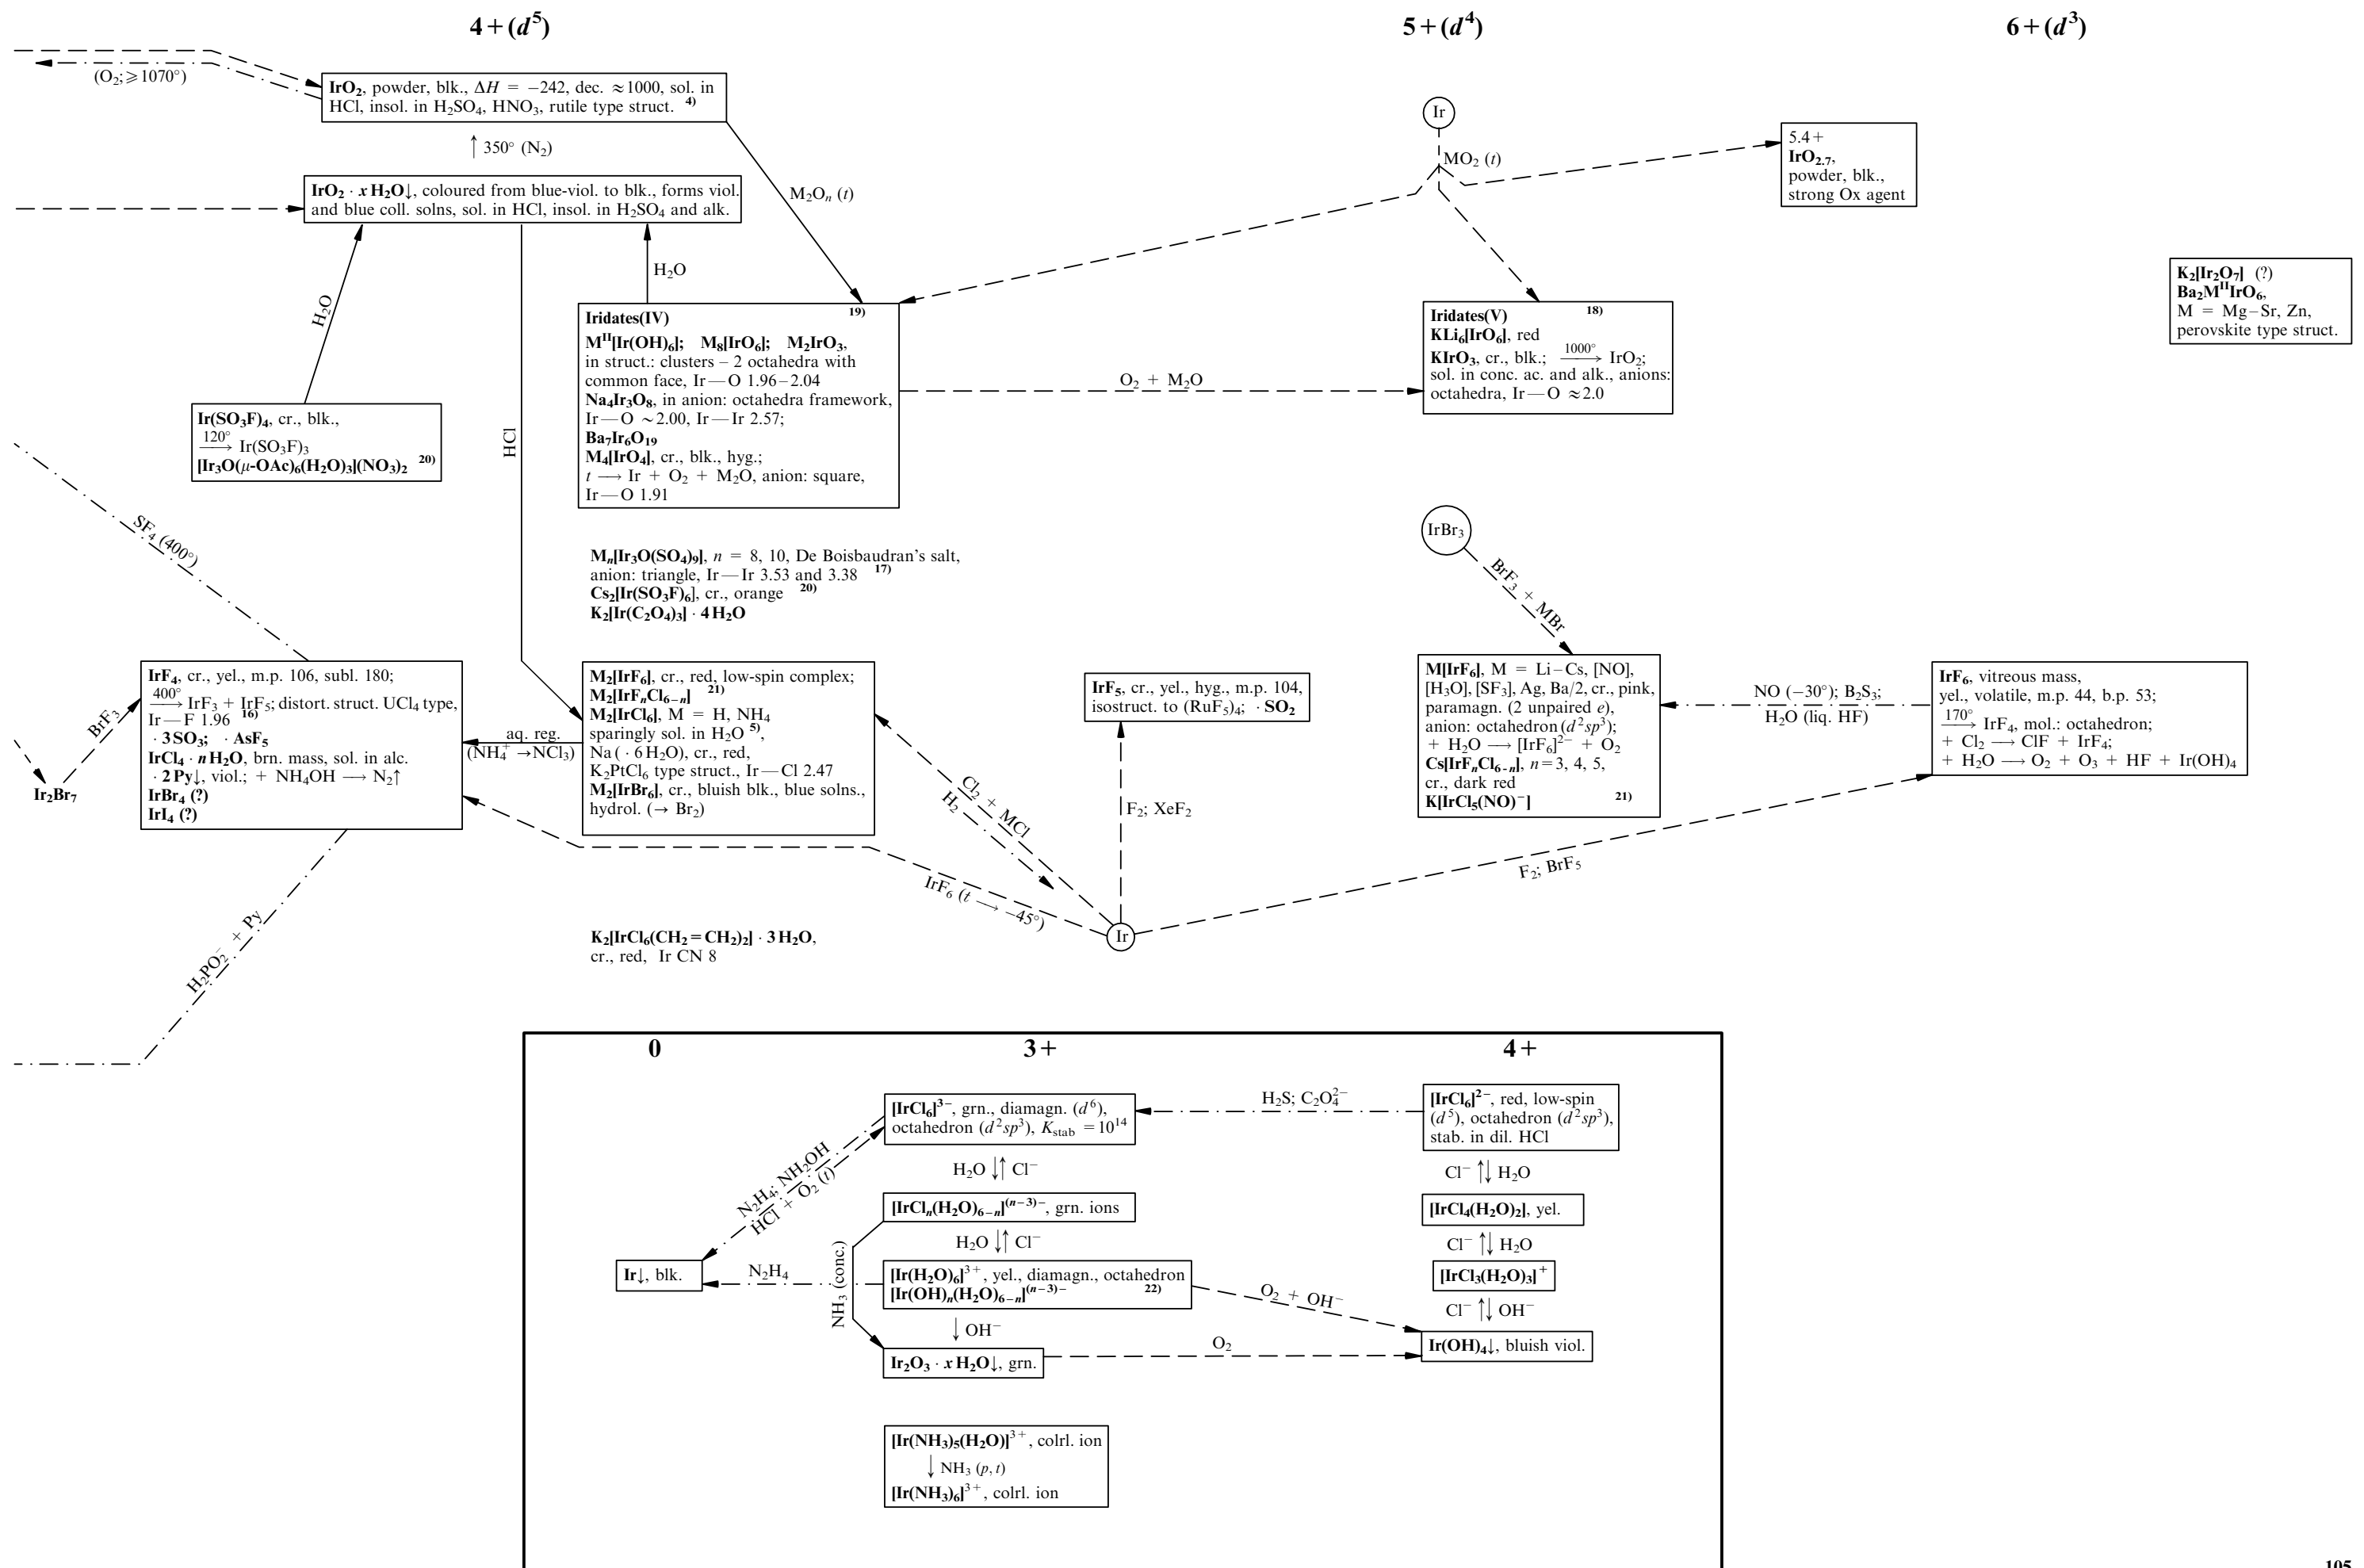 4+(d⁵)
5+(d⁴)
6+(d³)
(O₂; ⩾1070°)
IrO₂, powder, blk., ΔH = −242, dec. ≈1000, sol. in
HCl, insol. in H₂SO₄, HNO₃, rutile type struct. ⁴⁾
↑ 350° (N₂)
IrO₂ · x H₂O↓, coloured from blue-viol. to blk., forms viol.
and blue coll. solns, sol. in HCl, insol. in H₂SO₄ and alk.
M₂Oₙ (t)
H₂O
H₂O
HCl
Ir
MO₂ (t)
5.4+
IrO₂.₇,
powder, blk.,
strong Ox agent
K₂[Ir₂O₇] (?)
Ba₂MᴵᴵIrO₆,
M = Mg–Sr, Zn,
perovskite type struct.
Iridates(IV) ¹⁹⁾
Mᴵᴵ[Ir(OH)₆]; M₈[IrO₆]; M₂IrO₃,
in struct.: clusters – 2 octahedra with
common face, Ir—O 1.96–2.04
Na₄Ir₃O₈, in anion: octahedra framework,
Ir—O ~2.00, Ir—Ir 2.57;
Ba₇Ir₆O₁₉
M₄[IrO₄], cr., blk., hyg.;
t ⟶ Ir + O₂ + M₂O, anion: square,
Ir—O 1.91
O₂ + M₂O
Iridates(V) ¹⁸⁾
KLi₆[IrO₆], red
KIrO₃, cr., blk.; 1000° ⟶ IrO₂;
sol. in conc. ac. and alk., anions:
octahedra, Ir—O ≈2.0
Ir(SO₃F)₄, cr., blk.,
120° ⟶ Ir(SO₃F)₃
[Ir₃O(μ-OAc)₆(H₂O)₃](NO₃)₂ ²⁰⁾
SF₄ (400°)
Mₙ[Ir₃O(SO₄)₉], n = 8, 10, De Boisbaudran's salt,
anion: triangle, Ir—Ir 3.53 and 3.38 ¹⁷⁾
Cs₂[Ir(SO₃F)₆], cr., orange ²⁰⁾
K₂[Ir(C₂O₄)₃] · 4 H₂O
IrBr₃
BrF₃ + MBr
Ir₂Br₇
BrF₃
IrF₄, cr., yel., m.p. 106, subl. 180;
400° ⟶ IrF₃ + IrF₅; distort. struct. UCl₄ type,
Ir—F 1.96 ¹⁶⁾
· 3 SO₃; · AsF₅
IrCl₄ · n H₂O, brn. mass, sol. in alc.
· 2 Py↓, viol.; + NH₄OH ⟶ N₂↑
IrBr₄ (?)
IrI₄ (?)
aq. reg.
(NH₄⁺ →NCl₃)
M₂[IrF₆], cr., red, low-spin complex;
M₂[IrFₙCl₆₋ₙ] ²¹⁾
M₂[IrCl₆], M = H, NH₄
sparingly sol. in H₂O ⁵⁾,
Na ( · 6 H₂O), cr., red,
K₂PtCl₆ type struct., Ir—Cl 2.47
M₂[IrBr₆], cr., bluish blk., blue solns.,
hydrol. (→ Br₂)
IrF₅, cr., yel., hyg., m.p. 104,
isostruct. to (RuF₅)₄; · SO₂
M[IrF₆], M = Li–Cs, [NO],
[H₃O], [SF₃], Ag, Ba/2, cr., pink,
paramagn. (2 unpaired e),
anion: octahedron (d²sp³);
+ H₂O ⟶ [IrF₆]²⁻ + O₂
Cs[IrFₙCl₆₋ₙ], n=3, 4, 5,
cr., dark red
K[IrCl₅(NO)⁻] ²¹⁾
NO (−30°); B₂S₃;
H₂O (liq. HF)
IrF₆, vitreous mass,
yel., volatile, m.p. 44, b.p. 53;
170° ⟶ IrF₄, mol.: octahedron;
+ Cl₂ ⟶ ClF + IrF₄;
+ H₂O ⟶ O₂ + O₃ + HF + Ir(OH)₄
Cl₂ + MCl
H₂
F₂; XeF₂
F₂; BrF₅
IrF₆ (t ⟶ −45°)
Ir
H₂PO₂⁻ + Py
K₂[IrCl₆(CH₂=CH₂)₂] · 3 H₂O,
cr., red, Ir CN 8
0
3+
4+
[IrCl₆]³⁻, grn., diamagn. (d⁶),
octahedron (d²sp³), Kstab =10¹⁴
H₂S; C₂O₄²⁻
[IrCl₆]²⁻, red, low-spin
(d⁵), octahedron (d²sp³),
stab. in dil. HCl
N₂H₄; NH₂OH
HCl + O₂ (t)
H₂O ↓↑ Cl⁻
Cl⁻ ↑↓ H₂O
[IrClₙ(H₂O)₆₋ₙ]⁽ⁿ⁻³⁾⁻, grn. ions
[IrCl₄(H₂O)₂], yel.
H₂O ↓↑ Cl⁻
Cl⁻ ↑↓ H₂O
NH₃ (conc.)
Ir↓, blk.
N₂H₄
[Ir(H₂O)₆]³⁺, yel., diamagn., octahedron
[Ir(OH)ₙ(H₂O)₆₋ₙ]⁽ⁿ⁻³⁾⁻ ²²⁾
[IrCl₃(H₂O)₃]⁺
O₂ + OH⁻
↓ OH⁻
Cl⁻ ↑↓ OH⁻
Ir₂O₃ · x H₂O↓, grn.
O₂
Ir(OH)₄↓, bluish viol.
[Ir(NH₃)₅(H₂O)]³⁺, colrl. ion
↓ NH₃ (p, t)
[Ir(NH₃)₆]³⁺, colrl. ion
105